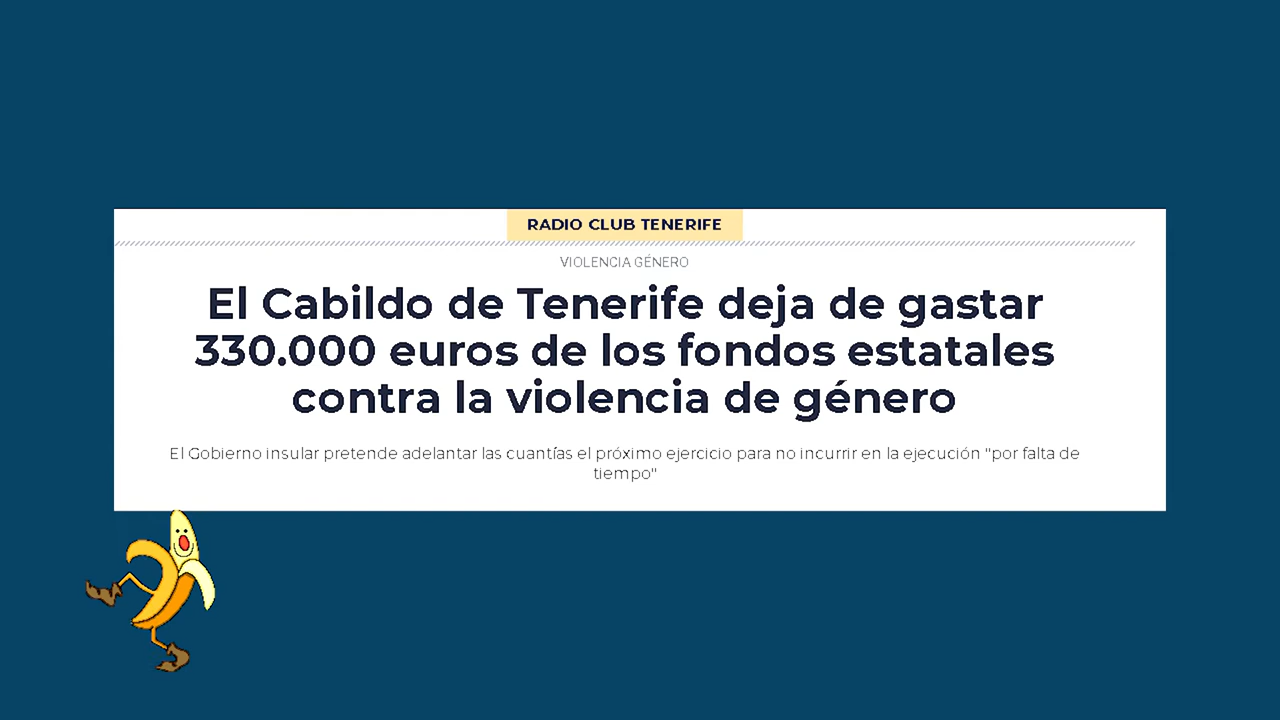 RADIO CLUB TENERIFE
VIOLENCIA GÉNERO
El Cabildo de Tenerife deja de gastar
330.000 euros de los fondos estatales
contra la violencia de género
El Gobierno insular pretende adelantar las cuantías el próximo ejercicio para no incurrir en la ejecución "por falta de
tiempo"